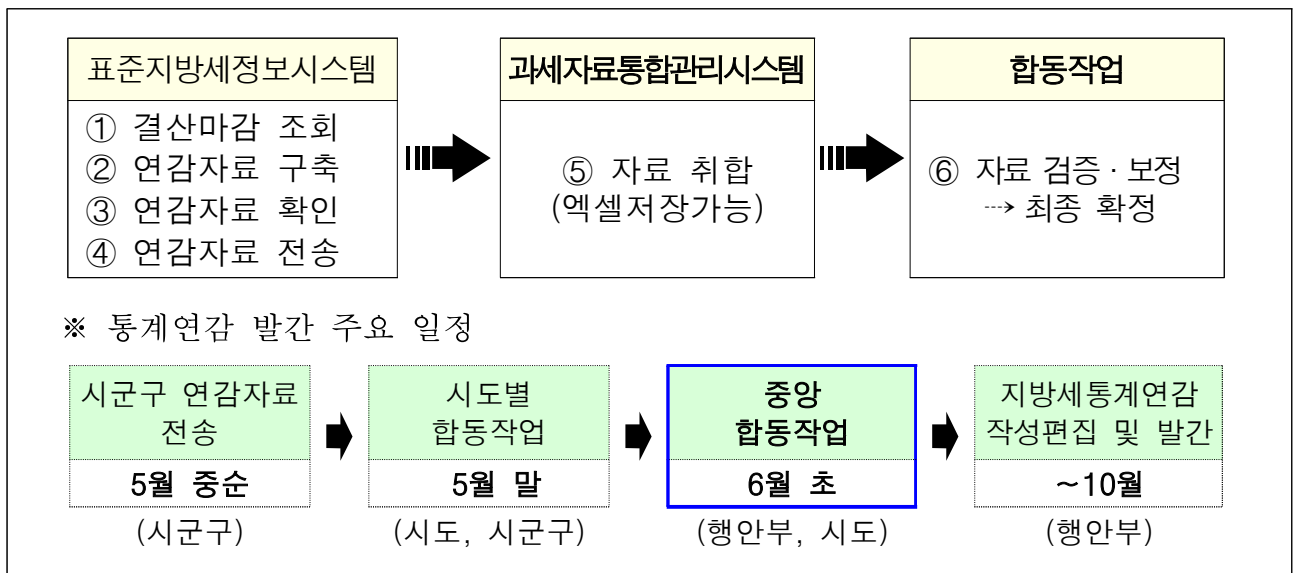 표준지방세정보시스템
① 결산마감 조회
② 연감자료 구축
③ 연감자료 확인
④ 연감자료 전송
과세자료통합관리시스템
⑤ 자료 취합
(엑셀저장가능)
합동작업
⑥ 자료 검증·보정
⇢ 최종 확정
※ 통계연감 발간 주요 일정
시군구 연감자료
전송
5월 중순
(시군구)
시도별
합동작업
5월 말
(시도, 시군구)
중앙
합동작업
6월 초
(행안부, 시도)
지방세통계연감
작성편집 및 발간
～10월
(행안부)